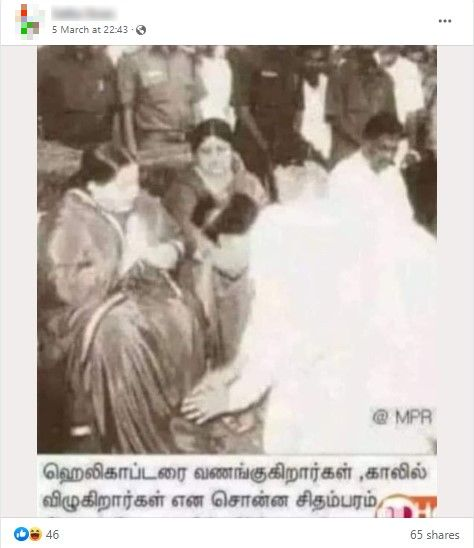 5 March at 22:43 ·
@ MPR
ஹெலிகாப்டரை வணங்குகிறார்கள் ,காலில்
விழுகிறார்கள் என சொன்ன சிதம்பரம்
46
65 shares